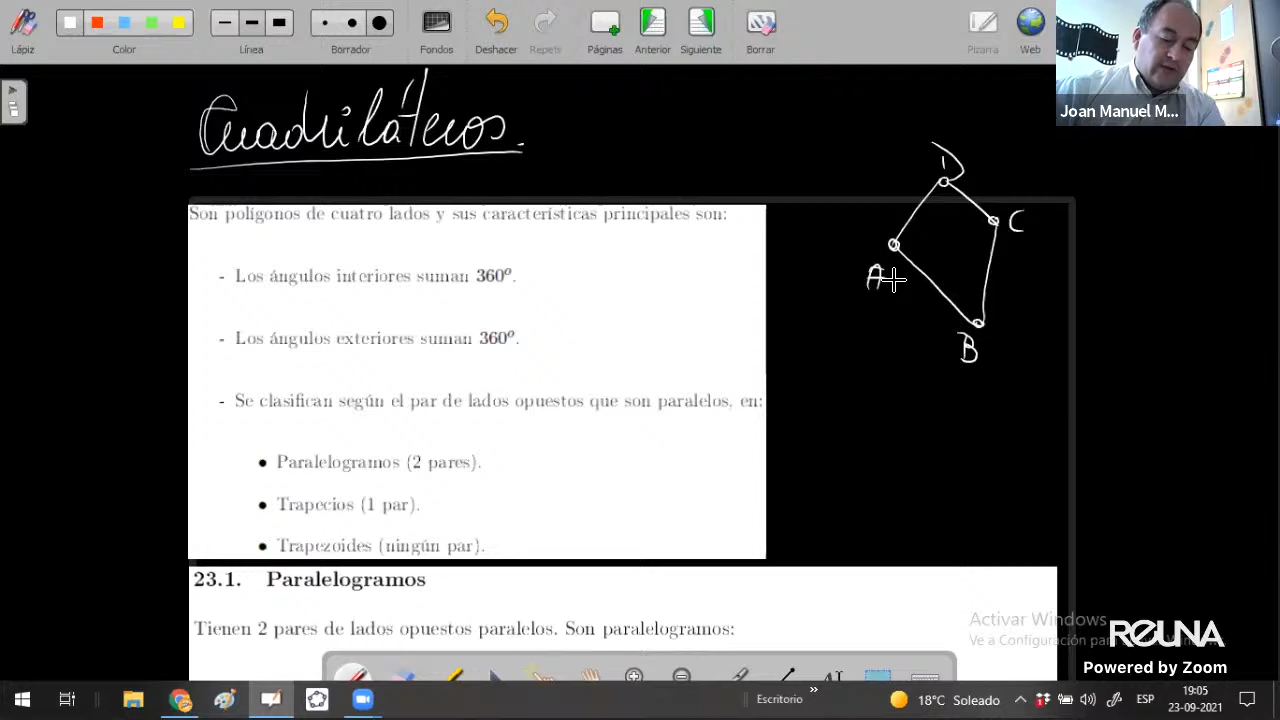 Lápiz
Color
Línea
Borrador
Fondos
Deshacer
Repetir
Páginas
Anterior
Siguiente
Borrar
Pizarra
Web
Joan Manuel M...
Cuadriláteros.
D
C
A
B
Son polígonos de cuatro lados y sus características principales son:
- Los ángulos interiores suman 360º.
- Los ángulos exteriores suman 360º.
- Se clasifican según el par de lados opuestos que son paralelos, en:
• Paralelogramos (2 pares).
• Trapecios (1 par).
• Trapezoides (ningún par).
23.1. Paralelogramos
Tienen 2 pares de lados opuestos paralelos. Son paralelogramos:
Activar Windows
Ve a Configuración para
REUNA
Powered by Zoom
Escritorio »
18°C Soleado
ESP
19:05
23-09-2021